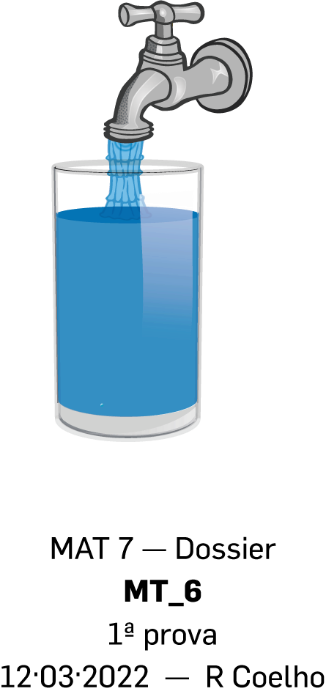 MAT 7 — Dossier
MT_6
1ª prova
12·03·2022 — R Coelho